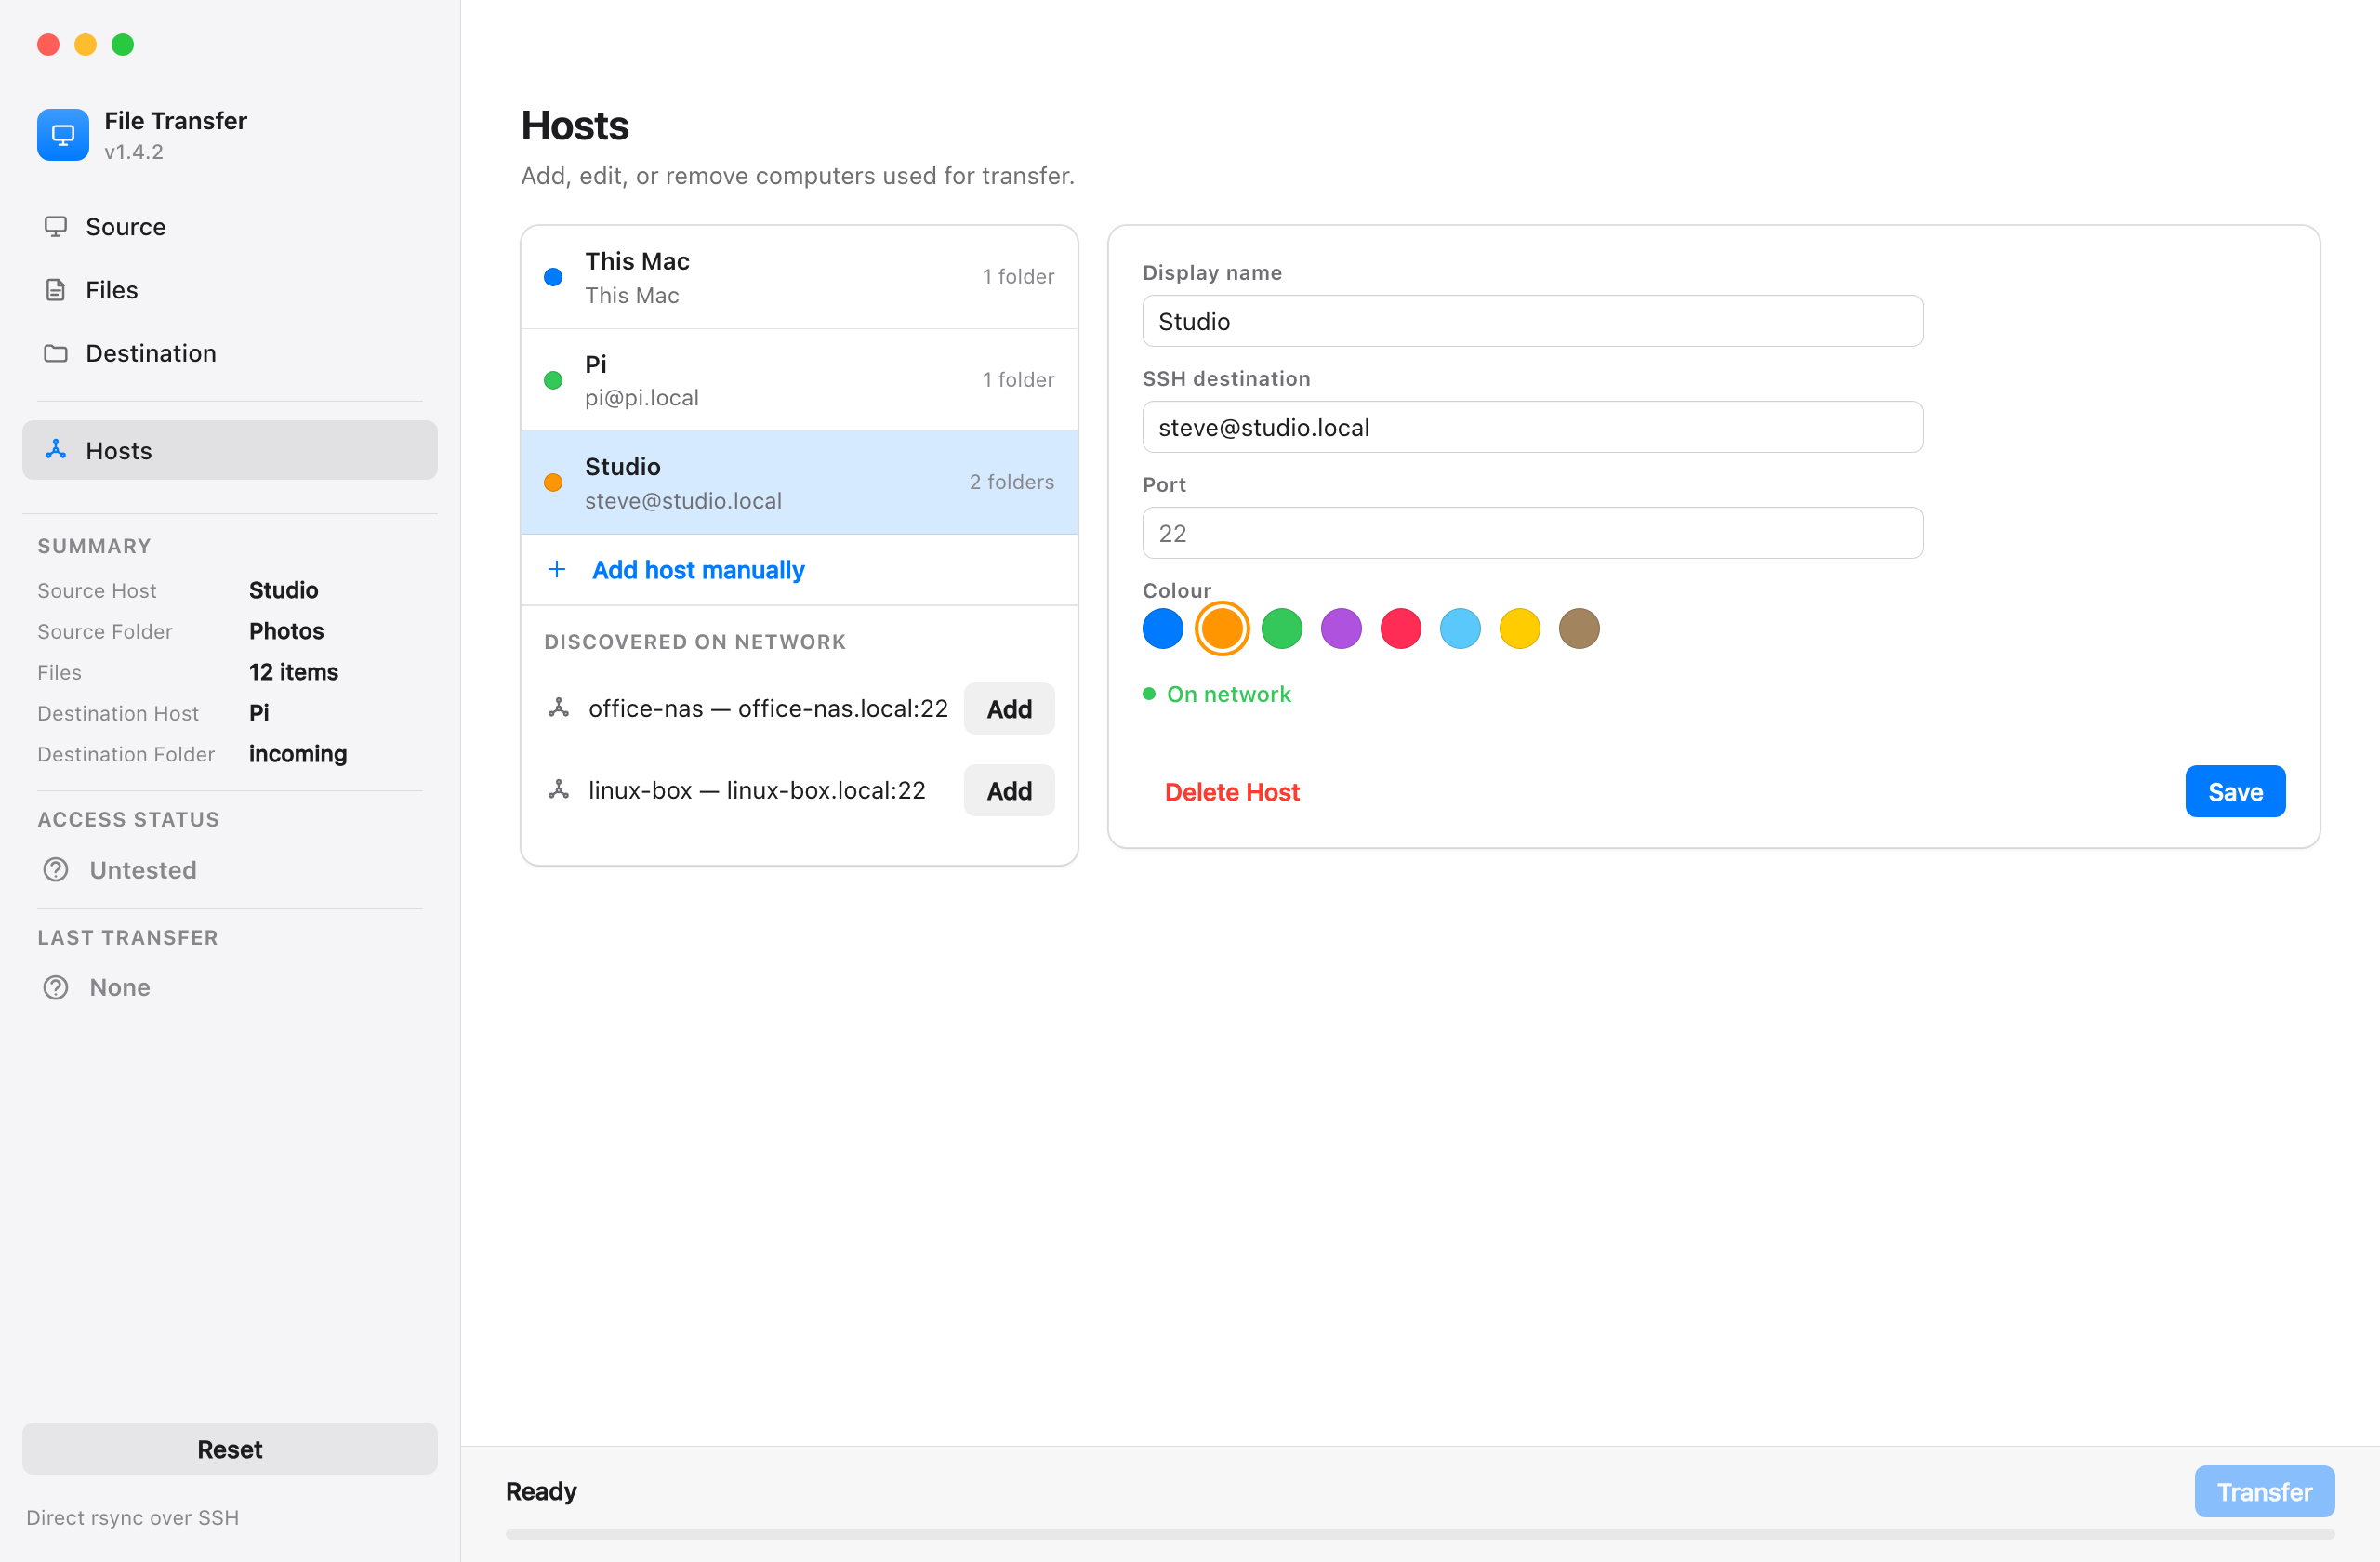 File Transfer
v1.4.2
Source
Files
Destination
Hosts
SUMMARY
Source Host Studio
Source Folder Photos
Files 12 items
Destination Host Pi
Destination Folder incoming
ACCESS STATUS
Untested
LAST TRANSFER
None
Reset
Direct rsync over SSH
Hosts
Add, edit, or remove computers used for transfer.
This Mac
This Mac
1 folder
Pi
pi@pi.local
1 folder
Studio
steve@studio.local
2 folders
+ Add host manually
DISCOVERED ON NETWORK
office-nas — office-nas.local:22 Add
linux-box — linux-box.local:22 Add
Display name
Studio
SSH destination
steve@studio.local
Port
22
Colour
On network
Delete Host
Save
Ready
Transfer